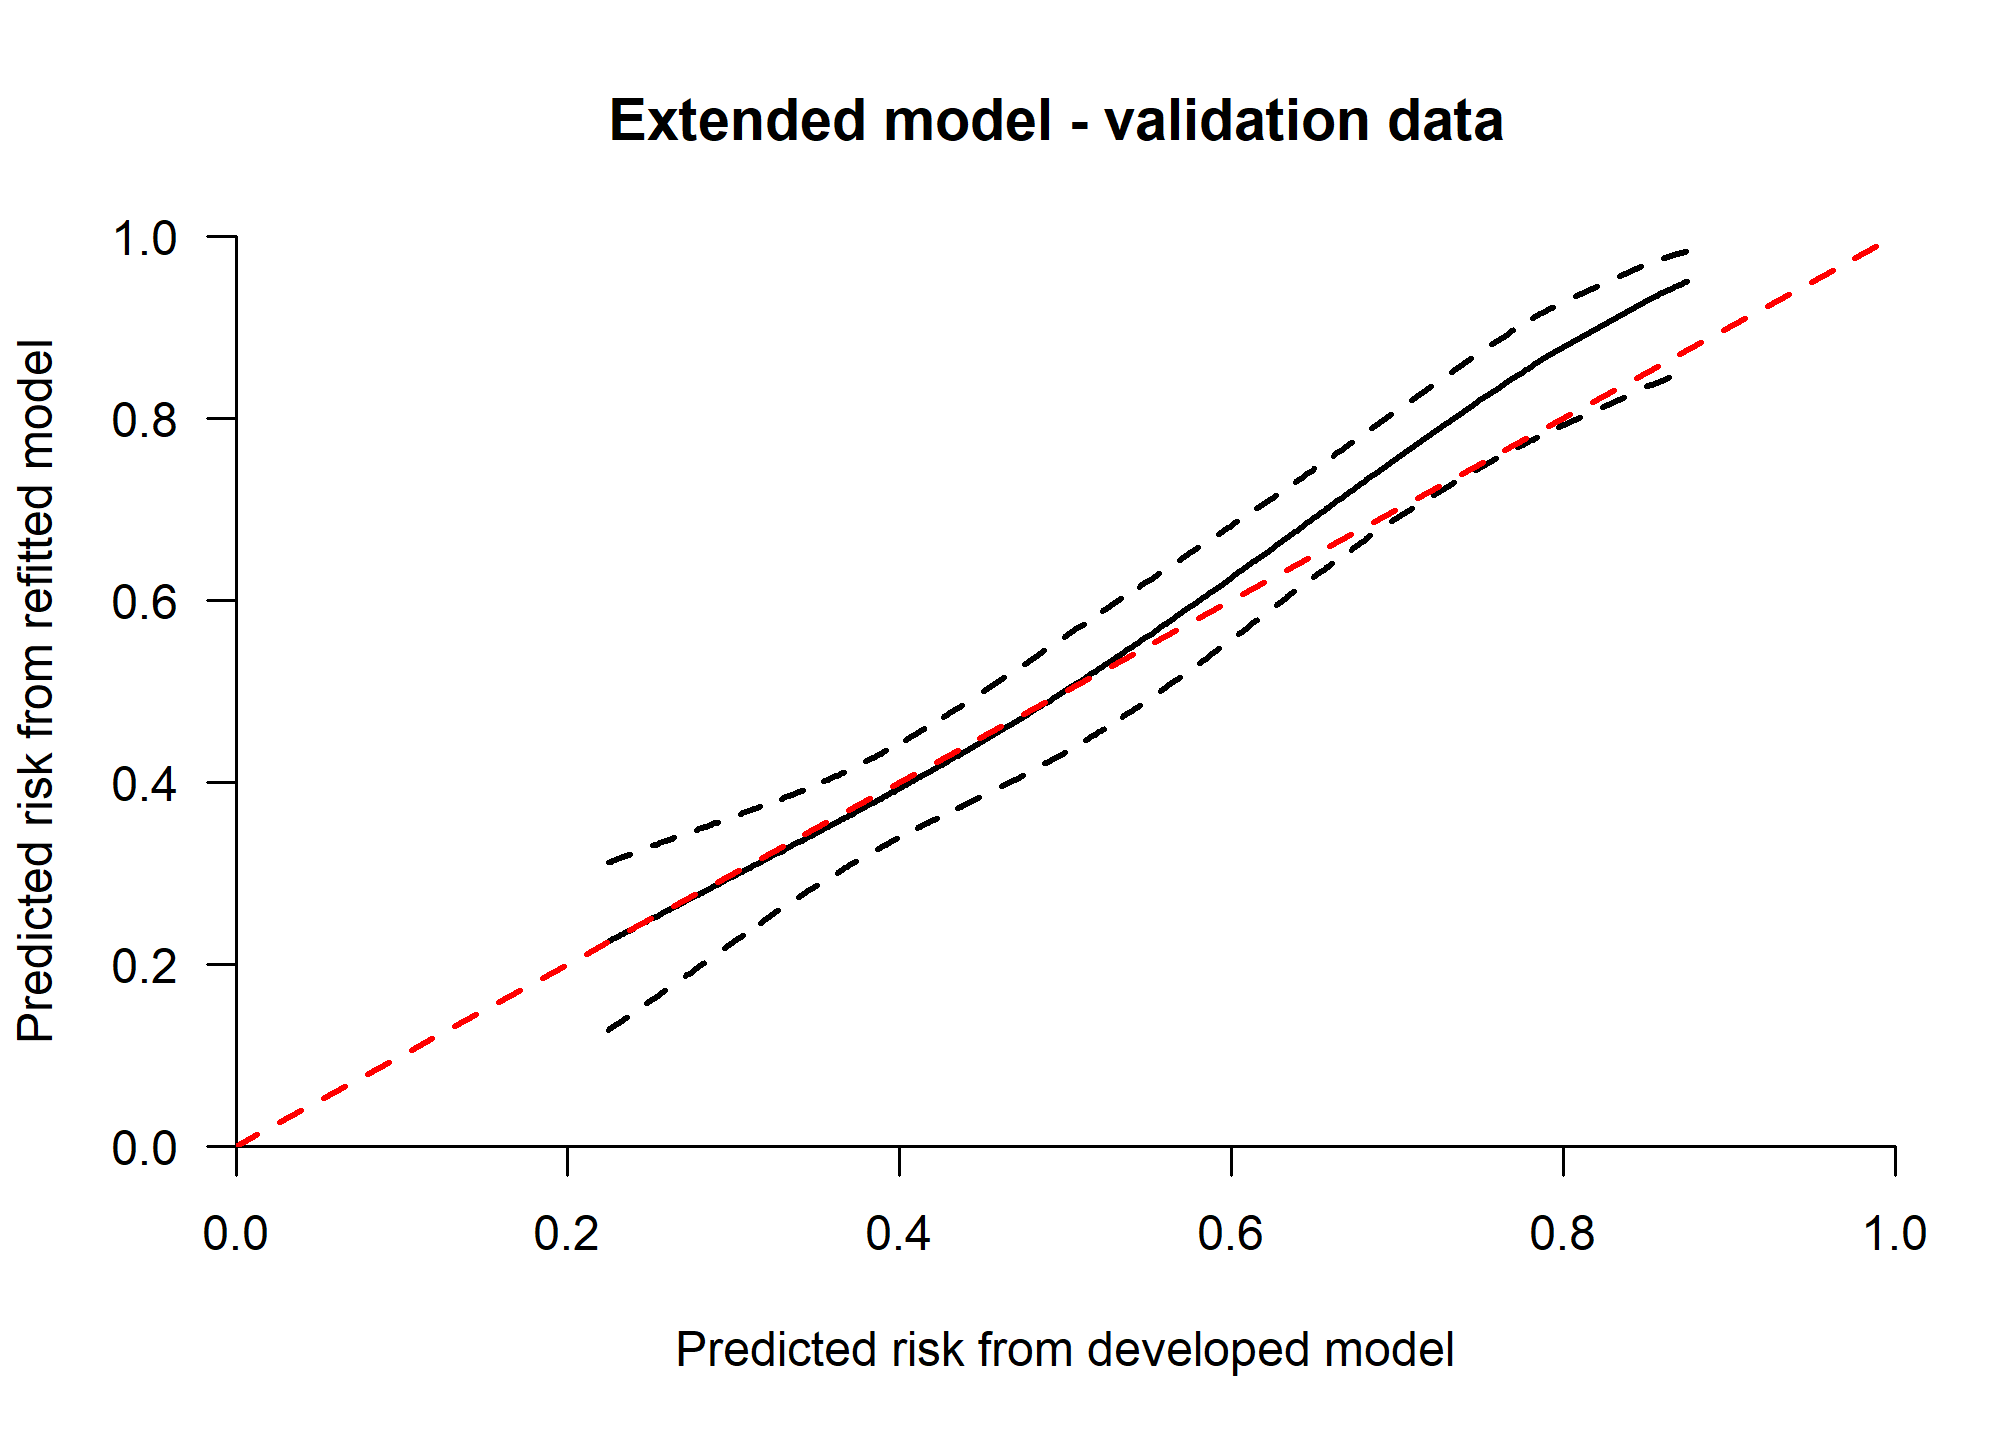 Extended model - validation data
1.0
0.8
0.6
0.4
0.2
0.0
Predicted risk from refitted model
0.0 0.2 0.4 0.6 0.8 1.0
Predicted risk from developed model